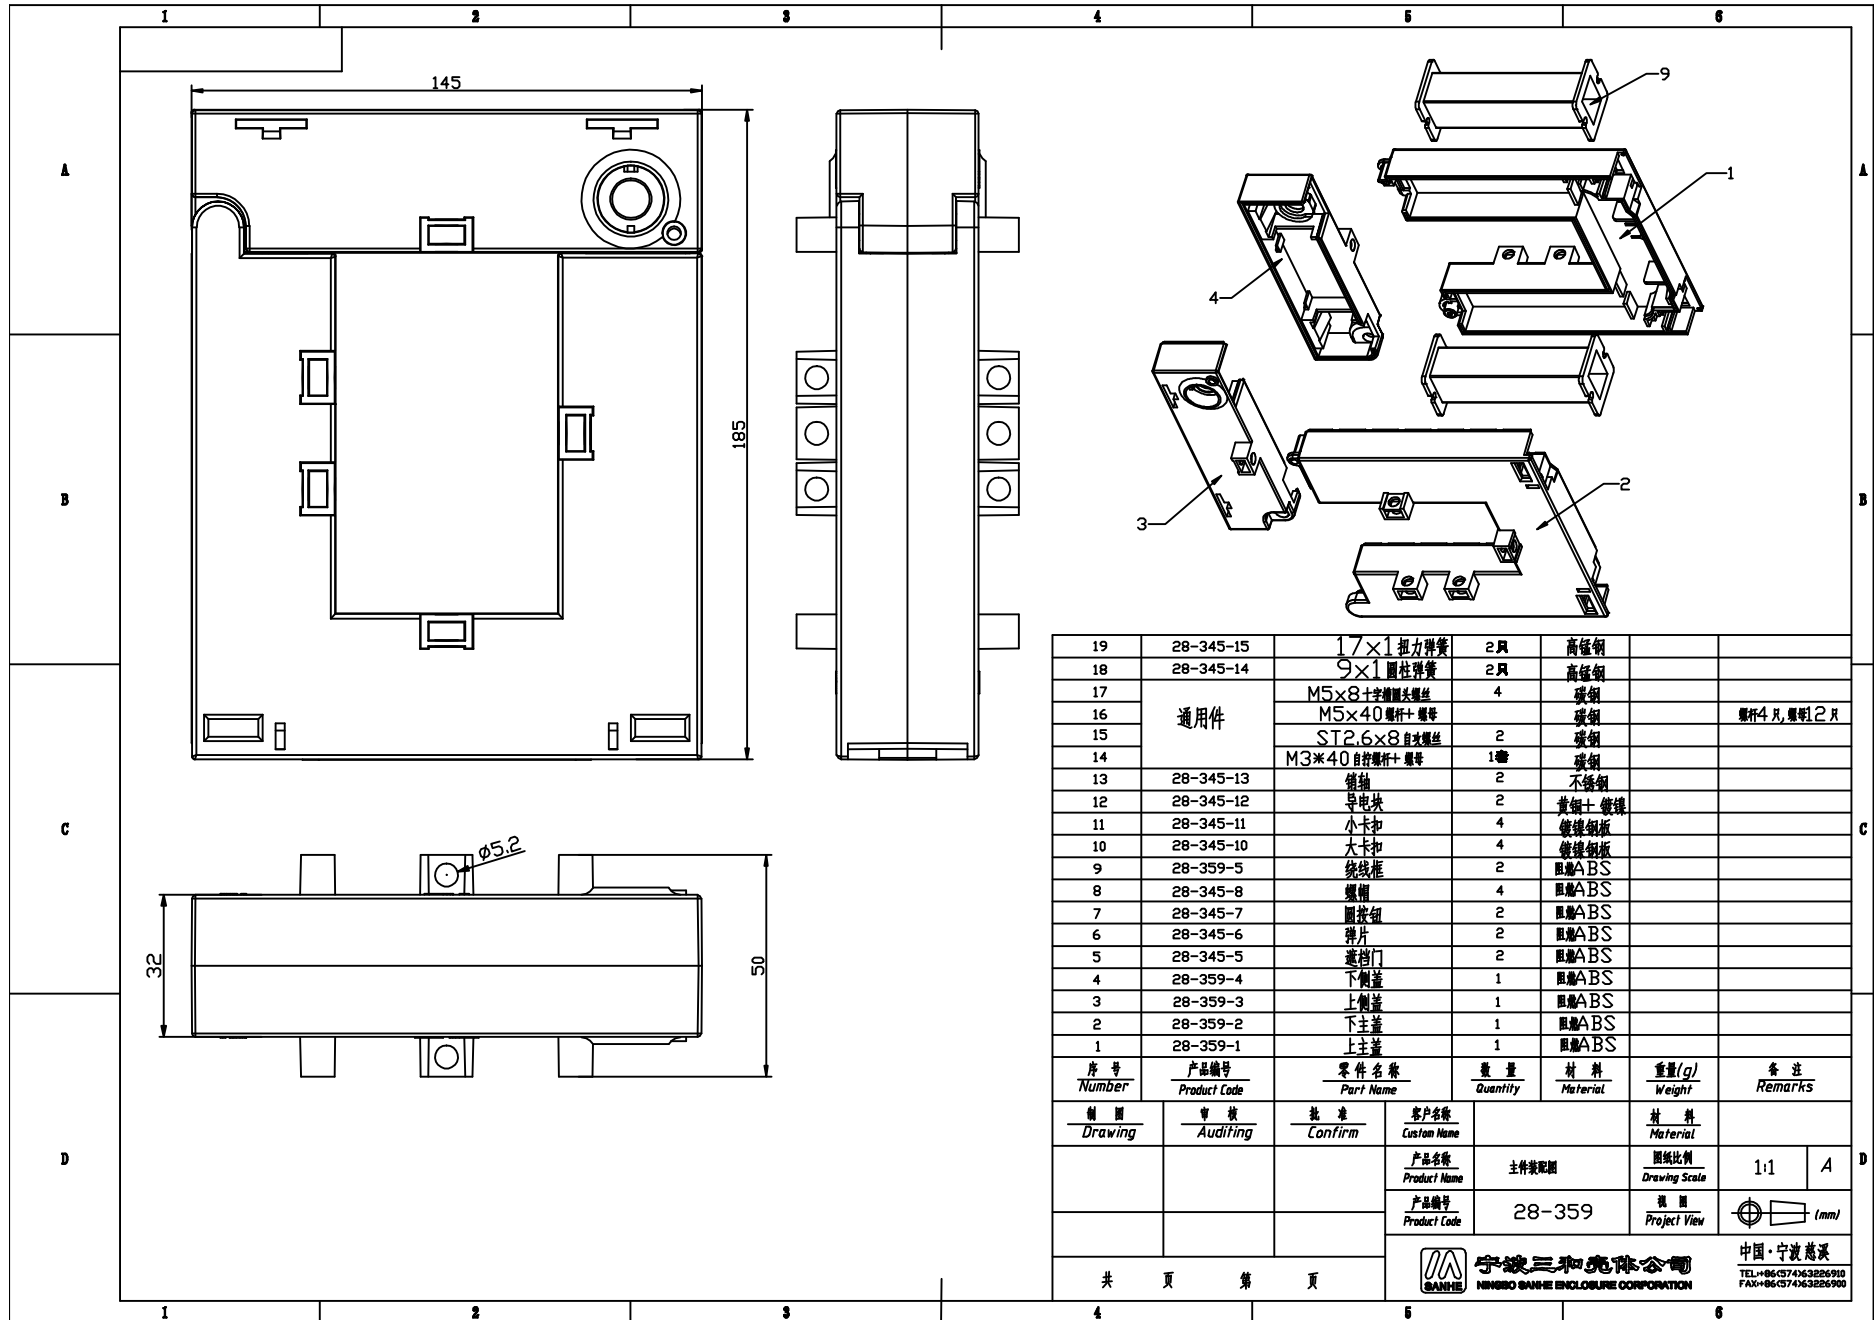 1 2 3 4 5 6
A A
B B
C C
D D
145
185
ø5.2
32
50
9
1
4
3
2
19 28-345-15 17×1扭力弹簧 2只 高锰钢
18 28-345-14 9×1圆柱弹簧 2只 高锰钢
17 通用件 M5×8十字槽圆头螺丝 4 碳钢
16 M5×40螺杆+螺母 碳钢 螺杆4只,螺母12只
15 ST2.6×8自攻螺丝 2 碳钢
14 M3*40自拧螺杆+螺母 1套 碳钢
13 28-345-13 销轴 2 不锈钢
12 28-345-12 导电块 2 黄铜+镀镍
11 28-345-11 小卡扣 4 镀镍钢板
10 28-345-10 大卡扣 4 镀镍钢板
9 28-359-5 绕线框 2 阻燃ABS
8 28-345-8 螺帽 4 阻燃ABS
7 28-345-7 圆按钮 2 阻燃ABS
6 28-345-6 弹片 2 阻燃ABS
5 28-345-5 遮档门 2 阻燃ABS
4 28-359-4 下侧盖 1 阻燃ABS
3 28-359-3 上侧盖 1 阻燃ABS
2 28-359-2 下主盖 1 阻燃ABS
1 28-359-1 上主盖 1 阻燃ABS
序号 产品编号 零件名称 数量 材料 重量(g) 备注
Number Product Code Part Name Quantity Material Weight Remarks
制图 审核 批准 客户名称 材料
Drawing Auditing Confirm Custom Name Material
产品名称 主件装配图 图纸比例 1:1 A
Product Name Drawing Scale
产品编号 28-359 视图
Product Code Project View (mm)
共 页 第 页
SANHE
宁波三和壳体公司
NINGBO SANHE ENCLOSURE CORPORATION
中国·宁波慈溪
TEL:+86(574)63226910
FAX:+86(574)63226900
1 2 3 4 5 6